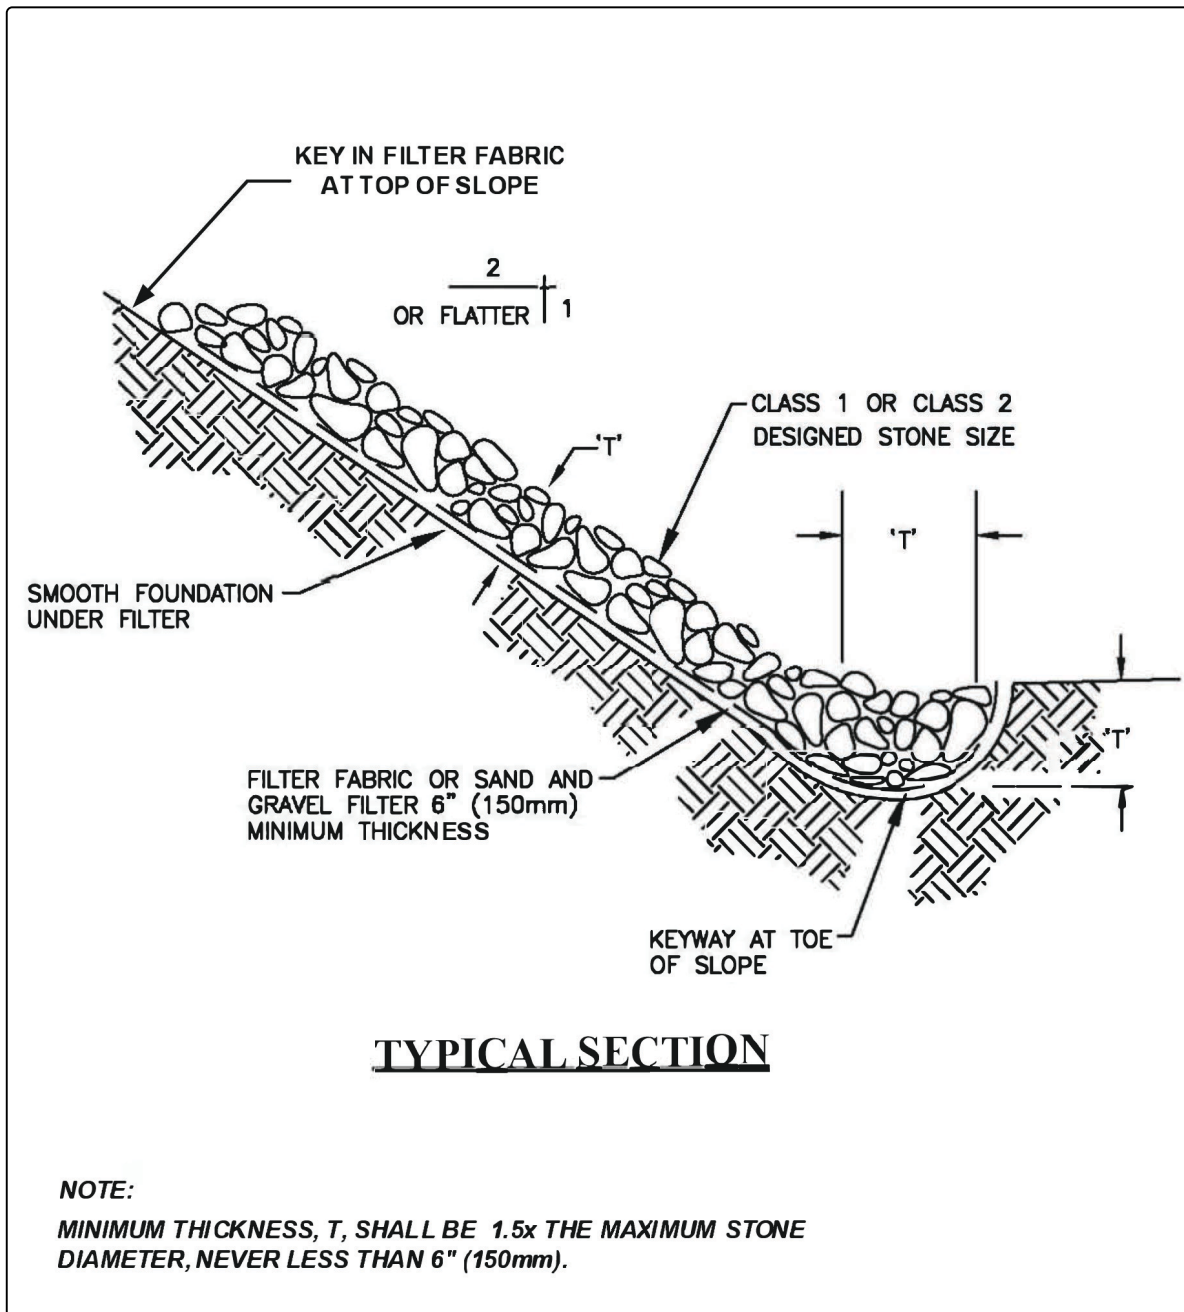 KEY IN FILTER FABRIC
AT TOP OF SLOPE
2
OR FLATTER 1
CLASS 1 OR CLASS 2
DESIGNED STONE SIZE
'T'
'T'
SMOOTH FOUNDATION
UNDER FILTER
'T'
FILTER FABRIC OR SAND AND
GRAVEL FILTER 6" (150mm)
MINIMUM THICKNESS
KEYWAY AT TOE
OF SLOPE
TYPICAL SECTION
NOTE:
MINIMUM THICKNESS, T, SHALL BE 1.5x THE MAXIMUM STONE
DIAMETER, NEVER LESS THAN 6" (150mm).